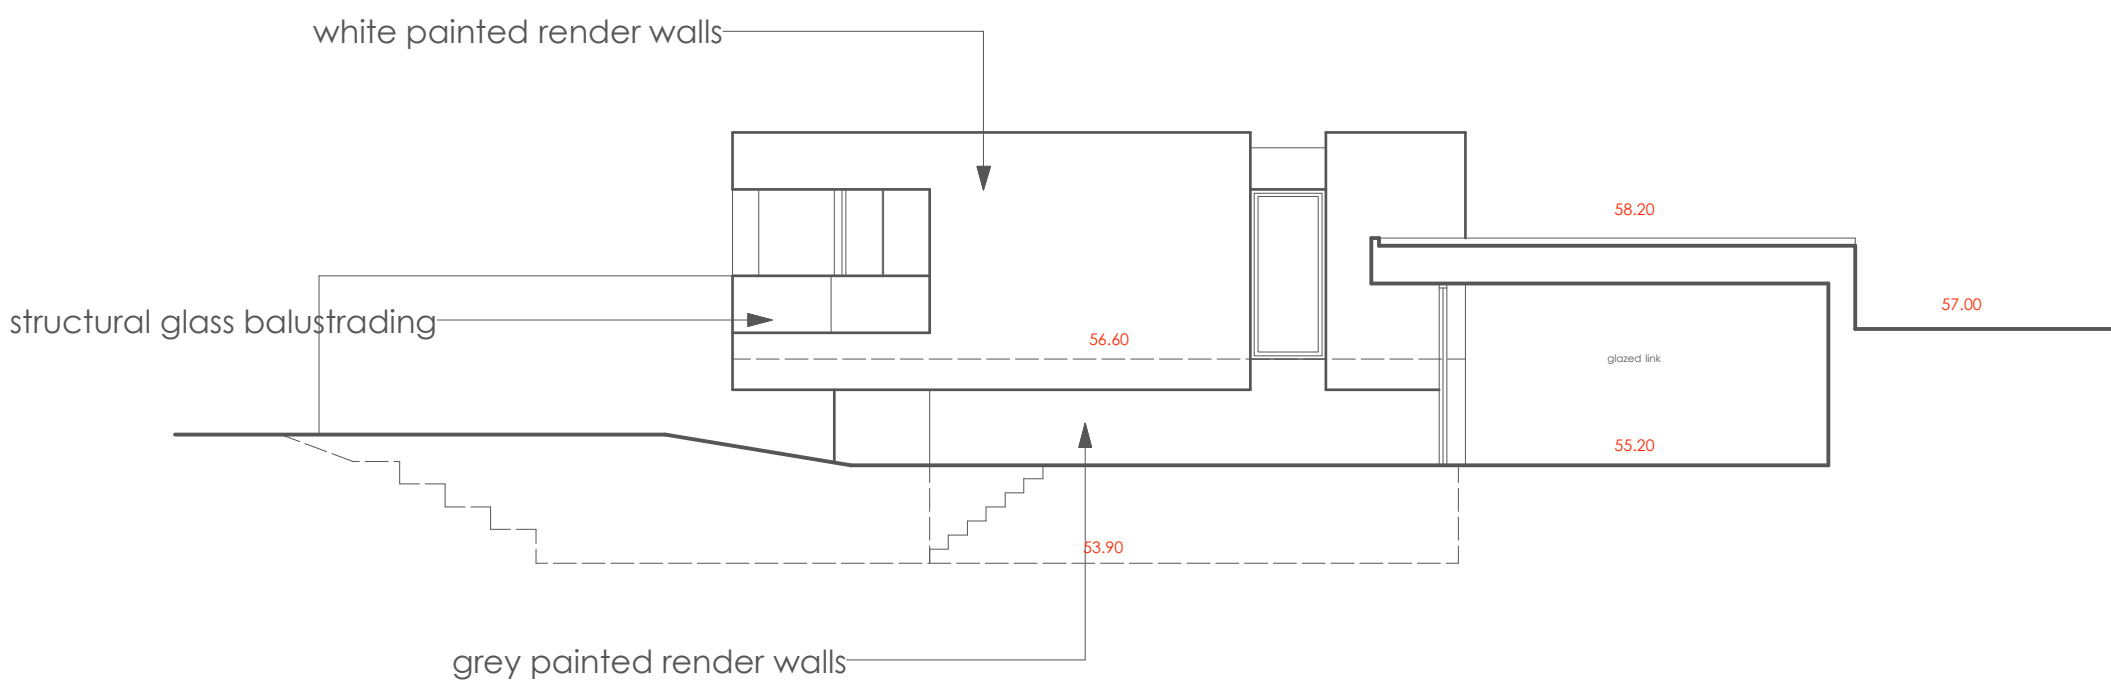 white painted render walls
58.20
57.00
structural glass balustrading
56.60
glazed link
55.20
53.90
grey painted render walls